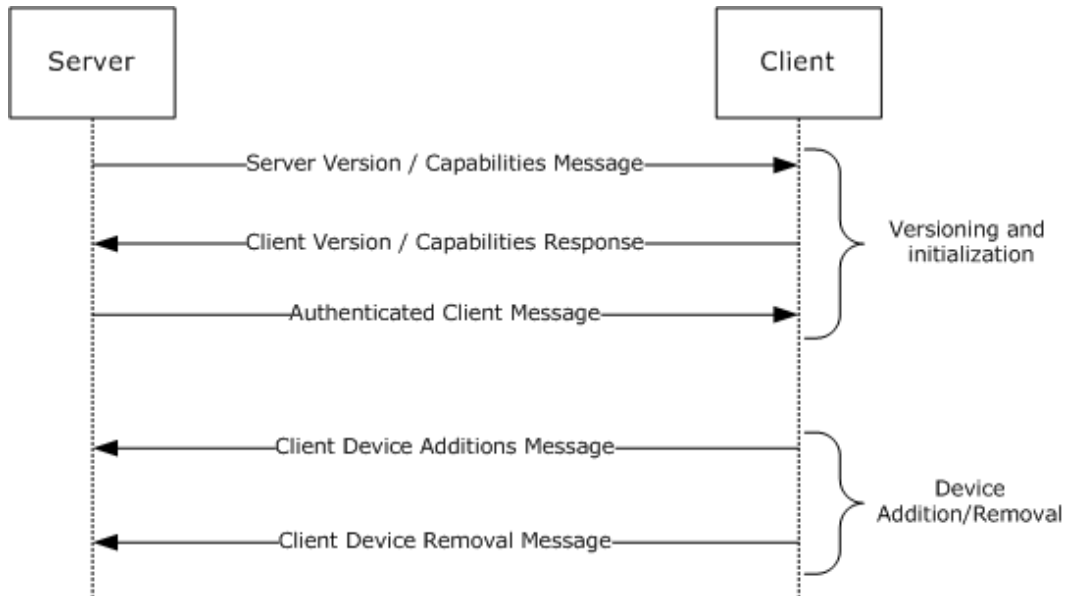 Server
Client
Server Version / Capabilities Message
Client Version / Capabilities Response
Authenticated Client Message
Versioning and
initialization
Client Device Additions Message
Client Device Removal Message
Device
Addition/Removal